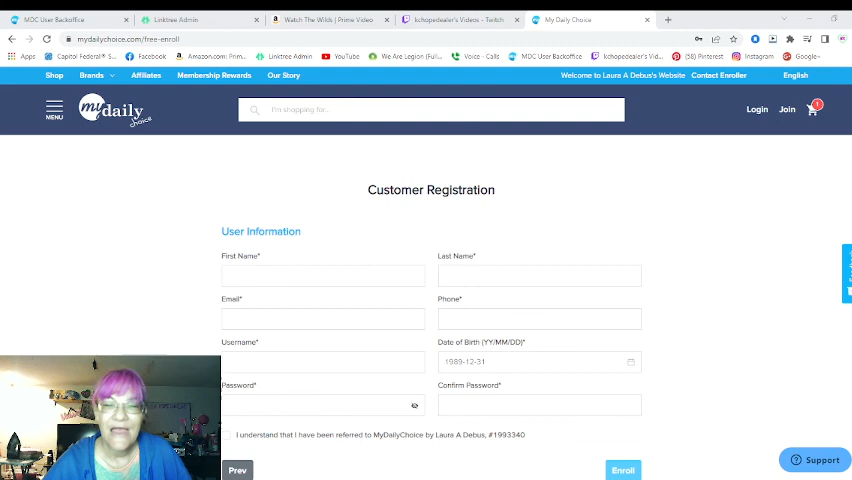 MDC User Backoffice
Linktree Admin
Watch The Wilds | Prime Video
kchopedealer's Videos - Twitch
My Daily Choice
mydailychoice.com/free-enroll
Apps
Capitol Federal® S...
Facebook
Amazon.com: Prim...
Linktree Admin
YouTube
We Are Legion (Full...
Voice - Calls
MDC User Backoffice
kchopedealer's Vid...
(58) Pinterest
Instagram
Google+
Shop
Brands
Affiliates
Membership Rewards
Our Story
Welcome to Laura A Debus's Website
Contact Enroller
English
MENU
my daily choice
I'm shopping for...
Login
Join
1
Customer Registration
User Information
First Name*
Last Name*
Email*
Phone*
Username*
Date of Birth (YY/MM/DD)*
1989-12-31
Password*
Confirm Password*
I understand that I have been referred to MyDailyChoice by Laura A Debus, #1993340
Prev
Enroll
Support